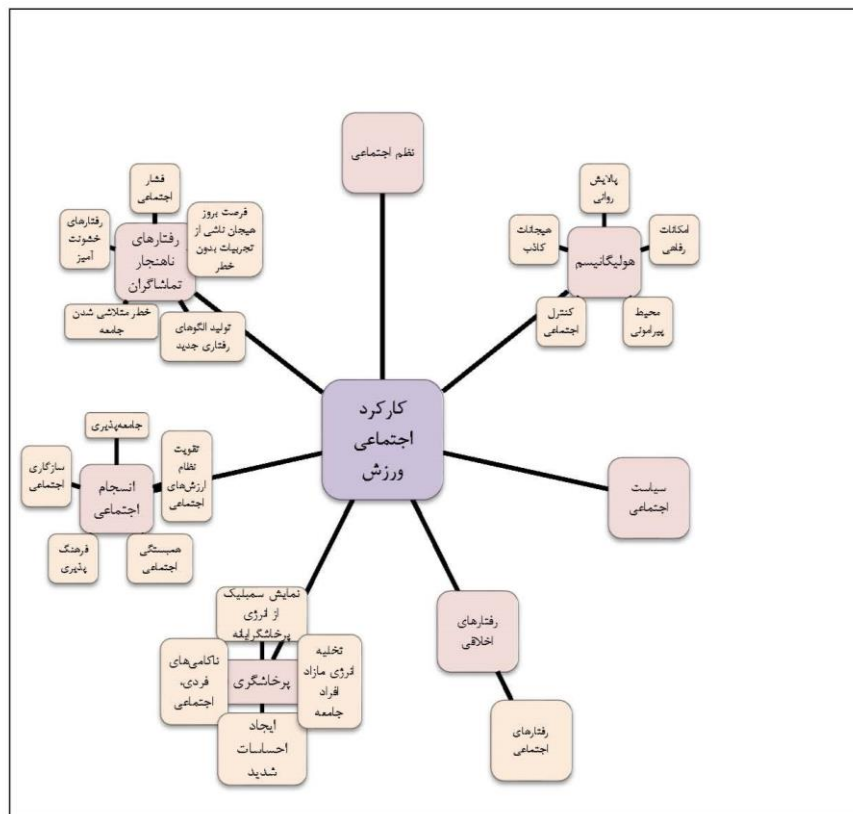 نظم اجتماعی
پالایش
روانی
امکانات
رفاهی
هیجانات
کاذب
هولیگانیسم
محیط
پیرامونی
کنترل
اجتماعی
فشار
اجتماعی
فرصت بروز
هیجان ناشی از
تجربیات بدون
خطر
رفتارهای
خشونت
آمیز
رفتارهای
ناهنجار
تماشاگران
خطر متلاشی شدن
جامعه
تولید الگوهای
رفتاری جدید
کارکرد
اجتماعی
ورزش
جامعه‌پذیری
تقویت
نظام
ارزش‌های
اجتماعی
سازگاری
اجتماعی
انسجام
اجتماعی
همبستگی
اجتماعی
فرهنگ
پذیری
سیاست
اجتماعی
رفتارهای
اخلاقی
رفتارهای
اجتماعی
نمایش سمبلیک
از انرژی
پرخاشگرایانه
تخلیه
انرژی مازاد
افراد
جامعه
پرخاشگری
ناکامی‌های
فردی،
اجتماعی
ایجاد
احساسات
شدید